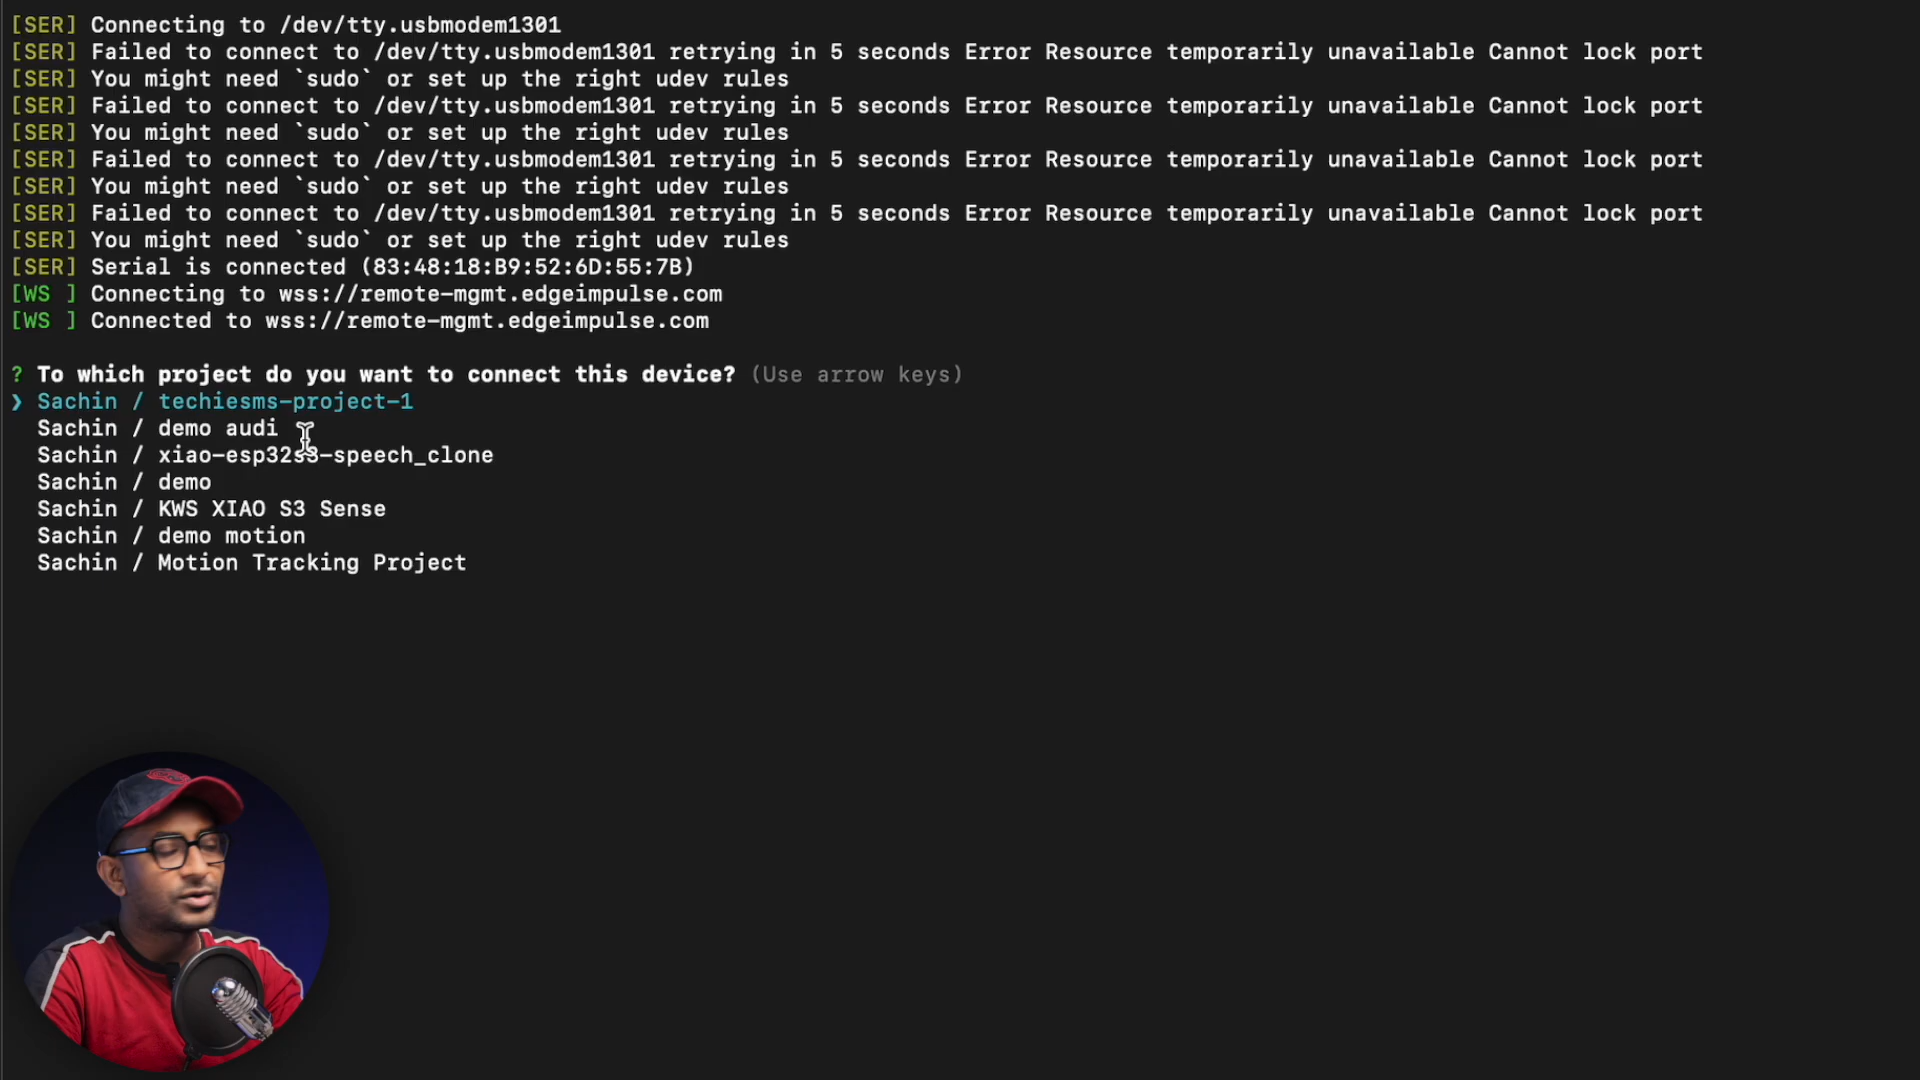 [SER] Connecting to /dev/tty.usbmodem1301
[SER] Failed to connect to /dev/tty.usbmodem1301 retrying in 5 seconds Error Resource temporarily unavailable Cannot lock port
[SER] You might need `sudo` or set up the right udev rules
[SER] Failed to connect to /dev/tty.usbmodem1301 retrying in 5 seconds Error Resource temporarily unavailable Cannot lock port
[SER] You might need `sudo` or set up the right udev rules
[SER] Failed to connect to /dev/tty.usbmodem1301 retrying in 5 seconds Error Resource temporarily unavailable Cannot lock port
[SER] You might need `sudo` or set up the right udev rules
[SER] Failed to connect to /dev/tty.usbmodem1301 retrying in 5 seconds Error Resource temporarily unavailable Cannot lock port
[SER] You might need `sudo` or set up the right udev rules
[SER] Serial is connected (83:48:18:B9:52:6D:55:7B)
[WS ] Connecting to wss://remote-mgmt.edgeimpulse.com
[WS ] Connected to wss://remote-mgmt.edgeimpulse.com
? To which project do you want to connect this device? (Use arrow keys)
❯ Sachin / techiesms-project-1
Sachin / demo audi
Sachin / xiao-esp32s3-speech_clone
Sachin / demo
Sachin / KWS XIAO S3 Sense
Sachin / demo motion
Sachin / Motion Tracking Project